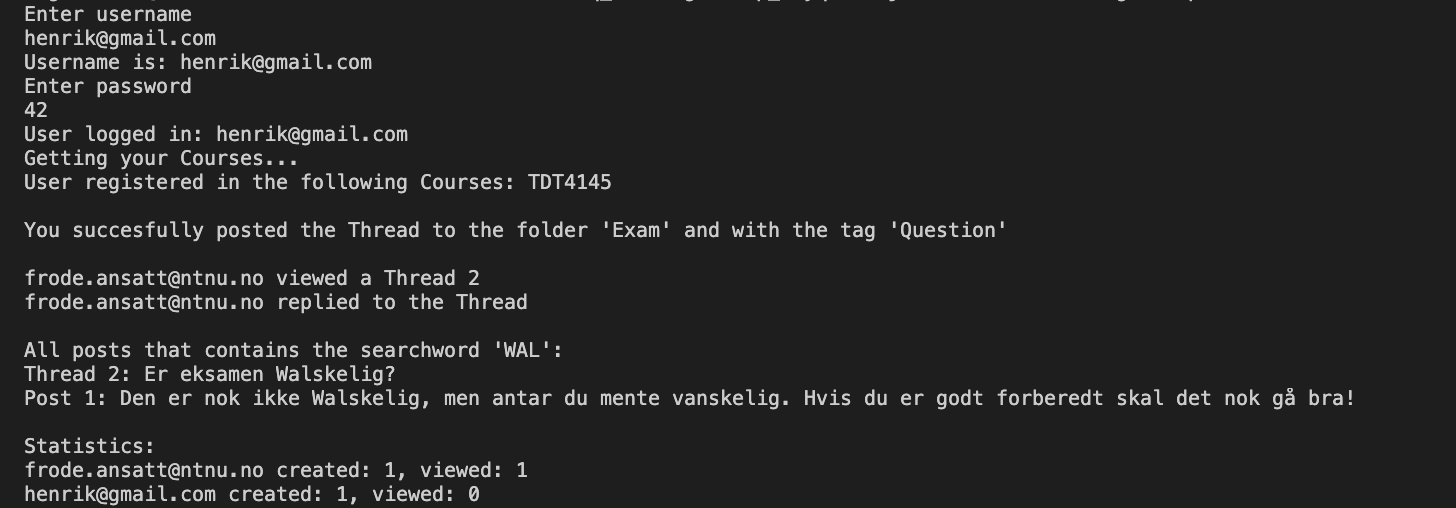 Enter username
henrik@gmail.com
Username is: henrik@gmail.com
Enter password
42
User logged in: henrik@gmail.com
Getting your Courses...
User registered in the following Courses: TDT4145
You succesfully posted the Thread to the folder 'Exam' and with the tag 'Question'
frode.ansatt@ntnu.no viewed a Thread 2
frode.ansatt@ntnu.no replied to the Thread
All posts that contains the searchword 'WAL':
Thread 2: Er eksamen Walskelig?
Post 1: Den er nok ikke Walskelig, men antar du mente vanskelig. Hvis du er godt forberedt skal det nok gå bra!
Statistics:
frode.ansatt@ntnu.no created: 1, viewed: 1
henrik@gmail.com created: 1, viewed: 0